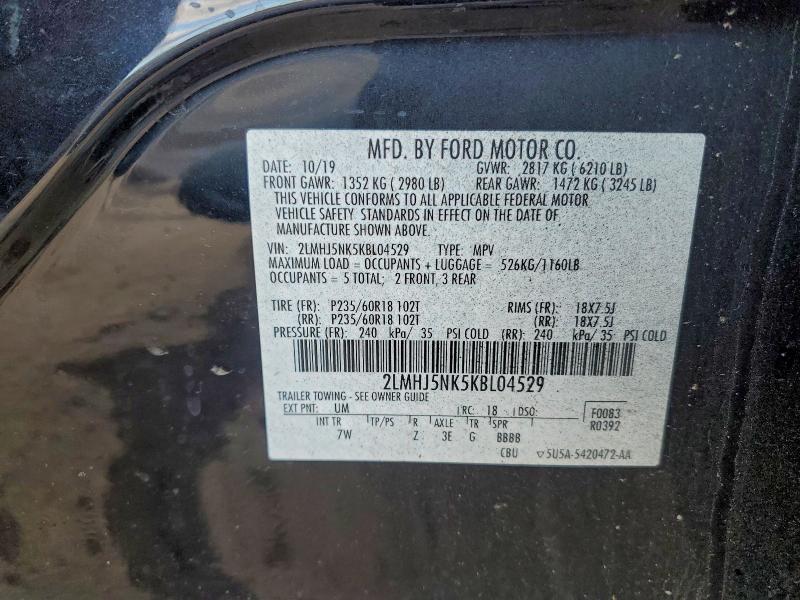 MFD. BY FORD MOTOR CO.
DATE: 10/19 GVWR: 2817 KG ( 6210 LB)
FRONT GAWR: 1352 KG ( 2980 LB) REAR GAWR: 1472 KG ( 3245 LB)
THIS VEHICLE CONFORMS TO ALL APPLICABLE FEDERAL MOTOR
VEHICLE SAFETY STANDARDS IN EFFECT ON THE DATE OF
MANUFACTURE SHOWN ABOVE.
VIN: 2LMHJ5NK5KBL04529 TYPE: MPV
MAXIMUM LOAD = OCCUPANTS + LUGGAGE = 526KG/1160LB
OCCUPANTS = 5 TOTAL; 2 FRONT, 3 REAR
TIRE (FR): P235/60R18 102T RIMS (FR): 18X7.5J
(RR): P235/60R18 102T (RR): 18X7.5J
PRESSURE (FR): 240 kPa/ 35 PSI COLD (RR): 240 kPa/ 35 PSI COLD
2LMHJ5NK5KBL04529
TRAILER TOWING - SEE OWNER GUIDE
EXT PNT: UM RC: 18 DSO: F0083
INT TR TP/PS R AXLE TR SPR R0392
7W Z 3E G BBBB
CBU ▽5U5A-5420472-AA